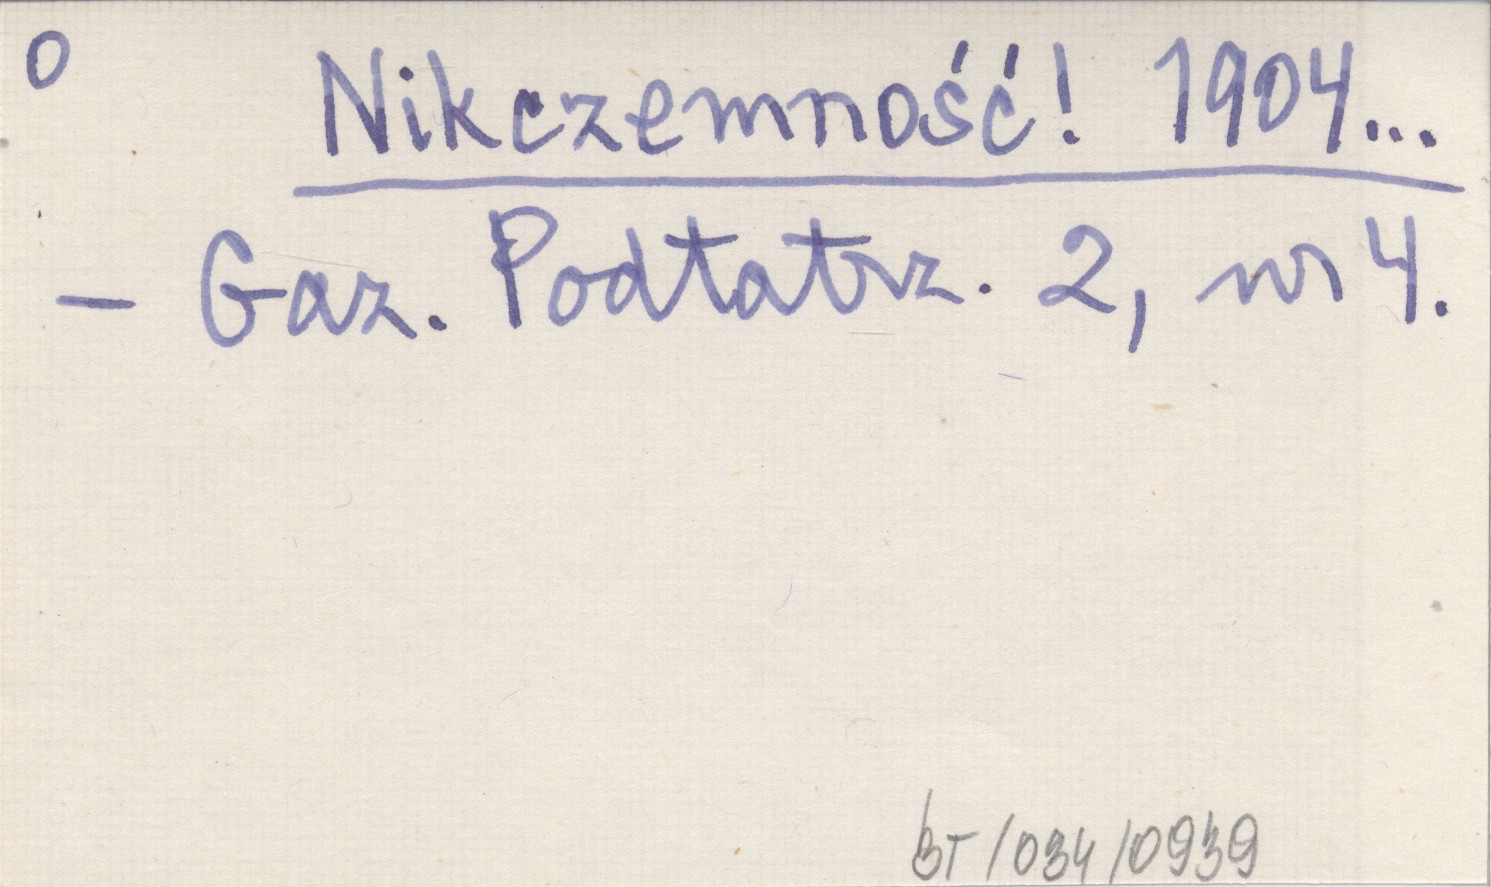 0
Nikczemność! 1904...
— Gaz. Podtatrz. 2, nr 4.
BT/034/0939